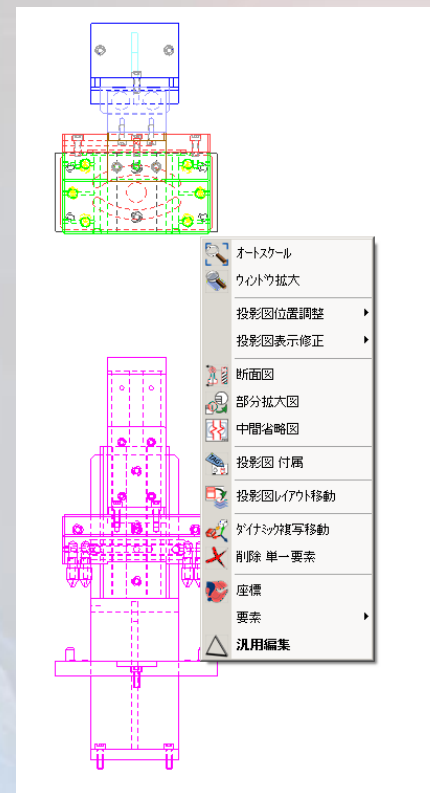 オートスケール
ウィンドウ拡大
投影図位置調整
投影図表示修正
断面図
部分拡大図
中間省略図
投影図 付属
投影図レイアウト移動
ダイナミック複写移動
削除 単一要素
座標
要素
汎用編集